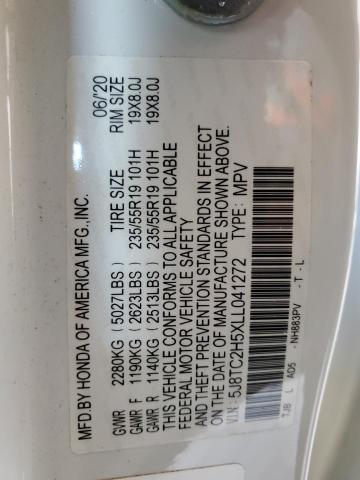 MFD. BY HONDA OF AMERICA MFG., INC. 06/'20
TIRE SIZE RIM SIZE
GVWR 2280KG (5027LBS)
GAWR F 1190KG (2623LBS) 235/55R19 101H 19X8.0J
GAWR R 1140KG (2513LBS) 235/55R19 101H 19X8.0J
THIS VEHICLE CONFORMS TO ALL APPLICABLE
FEDERAL MOTOR VEHICLE SAFETY
AND THEFT PREVENTION STANDARDS IN EFFECT
ON THE DATE OF MANUFACTURE SHOWN ABOVE.
V.I.N.: 5J8TC2H5XLL041272 TYPE: MPV
TJB L A05 - NH883PV - T - L